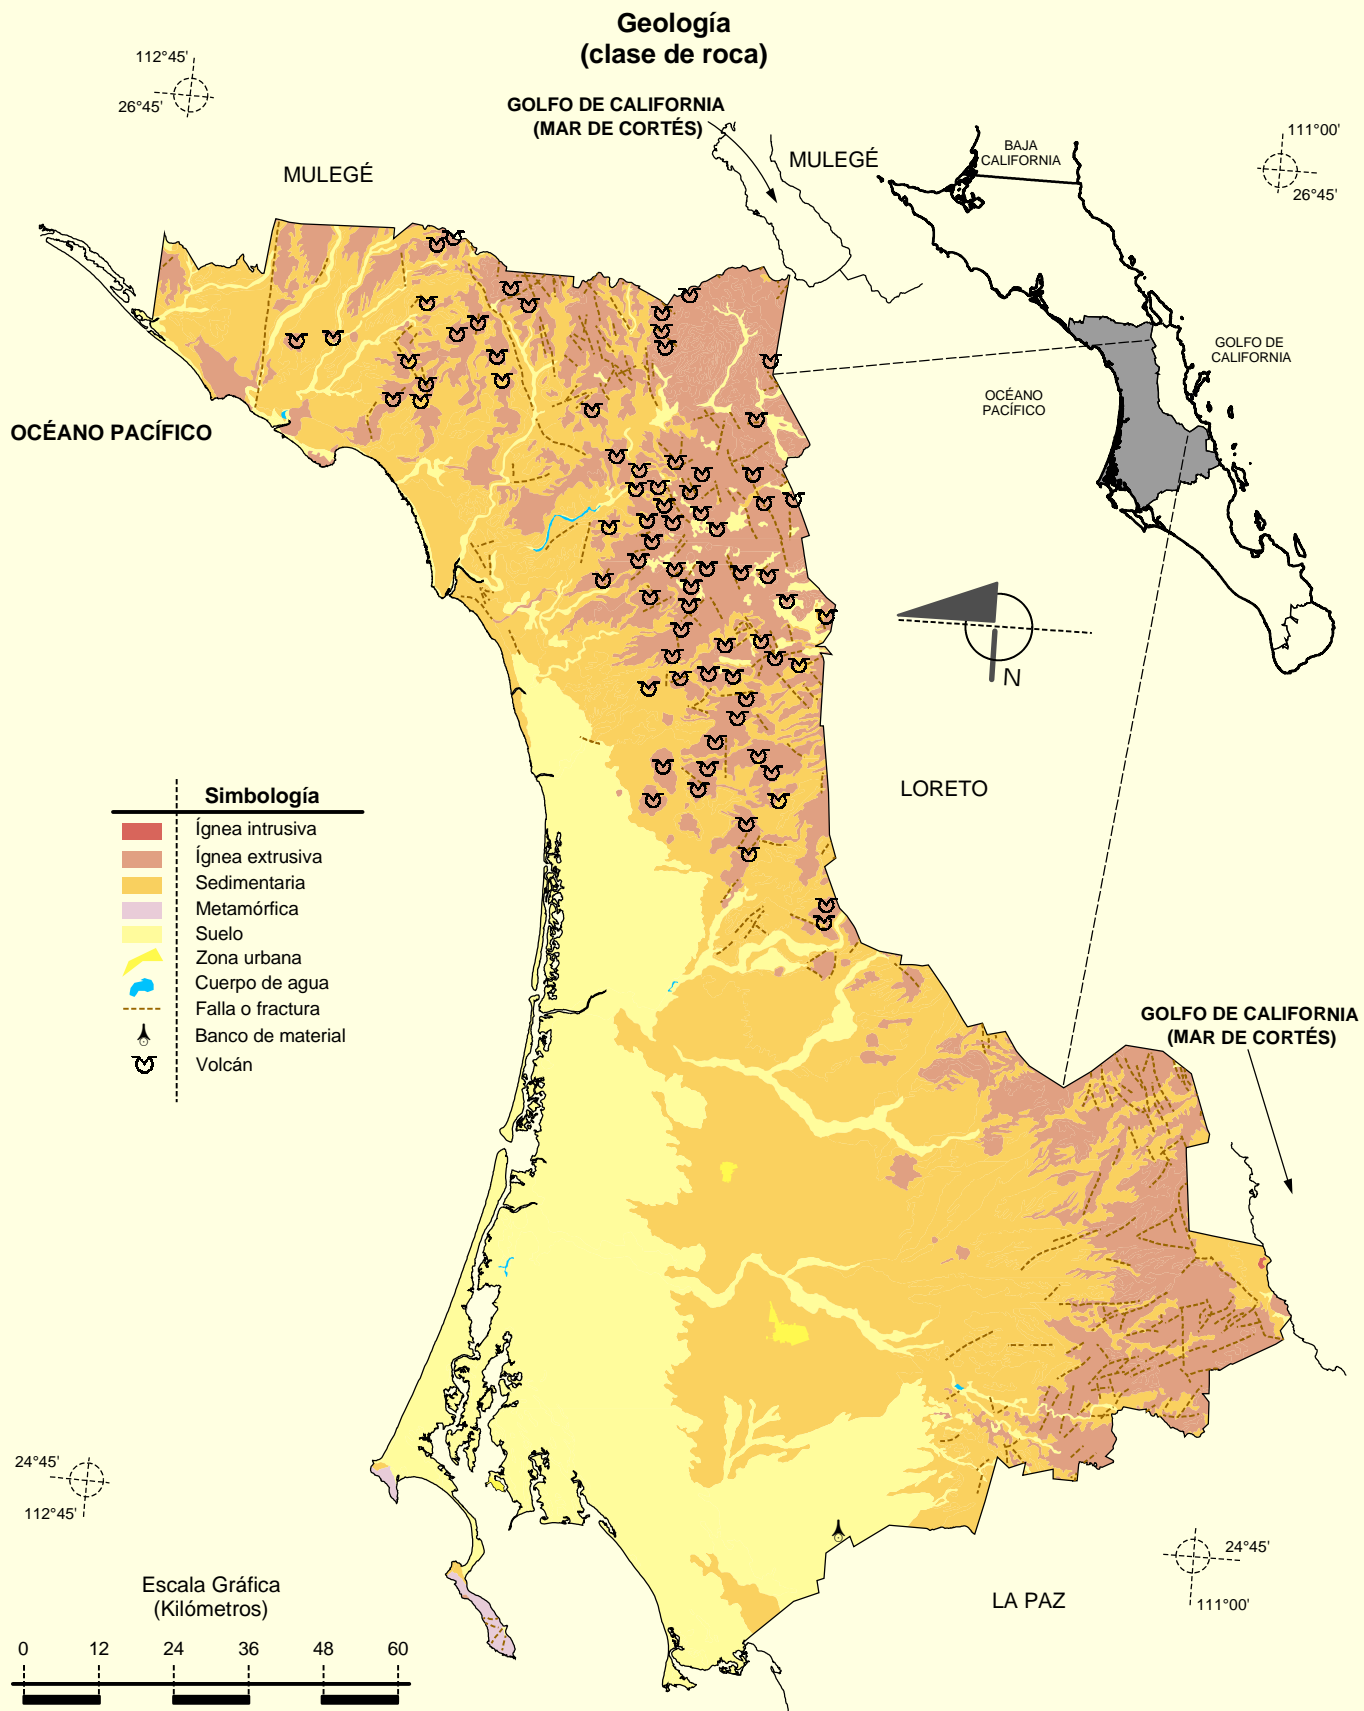 Geología
(clase de roca)
112°45'
26°45'
GOLFO DE CALIFORNIA
(MAR DE CORTÉS)
MULEGÉ
MULEGÉ
BAJA
CALIFORNIA
111°00'
26°45'
GOLFO DE
CALIFORNIA
OCÉANO
PACÍFICO
OCÉANO PACÍFICO
N
LORETO
Simbología
Ígnea intrusiva
Ígnea extrusiva
Sedimentaria
Metamórfica
Suelo
Zona urbana
Cuerpo de agua
Falla o fractura
Banco de material
Volcán
GOLFO DE CALIFORNIA
(MAR DE CORTÉS)
24°45'
112°45'
24°45'
111°00'
LA PAZ
Escala Gráfica
(Kilómetros)
0 12 24 36 48 60